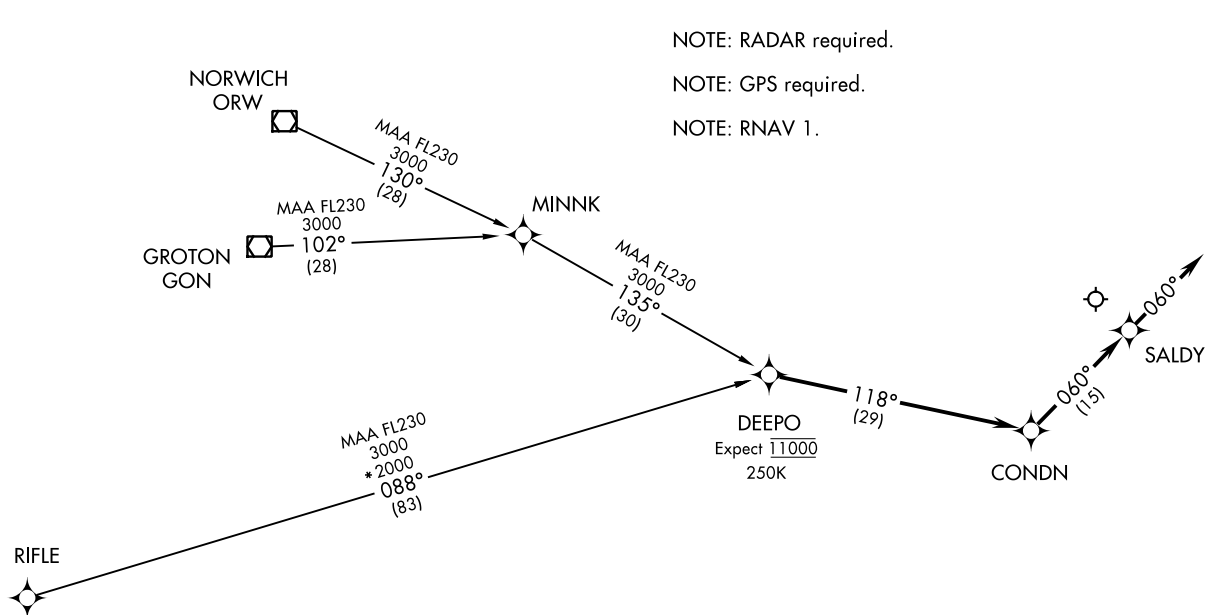 NOTE: RADAR required.
NOTE: GPS required.
NOTE: RNAV 1.
NORWICH
ORW
MAA FL230
3000
130°
(28)
MINNK
GROTON
GON
MAA FL230
3000
102°
(28)
MAA FL230
3000
135°
(30)
060°
SALDY
060°
(15)
118°
(29)
DEEPO
Expect 11000
250K
CONDN
MAA FL230
3000
*2000
088°
(83)
RIFLE